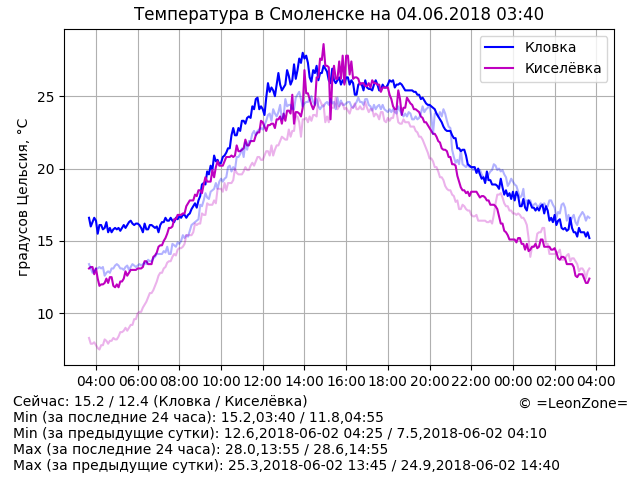 Температура в Смоленске на 04.06.2018 03:40
Кловка
Киселёвка
градусов Цельсия, °C
25
20
15
10
04:00 06:00 08:00 10:00 12:00 14:00 16:00 18:00 20:00 22:00 00:00 02:00 04:00
Сейчас: 15.2 / 12.4 (Кловка / Киселёвка)
© =LeonZone=
Min (за последние 24 часа): 15.2,03:40 / 11.8,04:55
Min (за предыдущие сутки): 12.6,2018-06-02 04:25 / 7.5,2018-06-02 04:10
Max (за последние 24 часа): 28.0,13:55 / 28.6,14:55
Max (за предыдущие сутки): 25.3,2018-06-02 13:45 / 24.9,2018-06-02 14:40